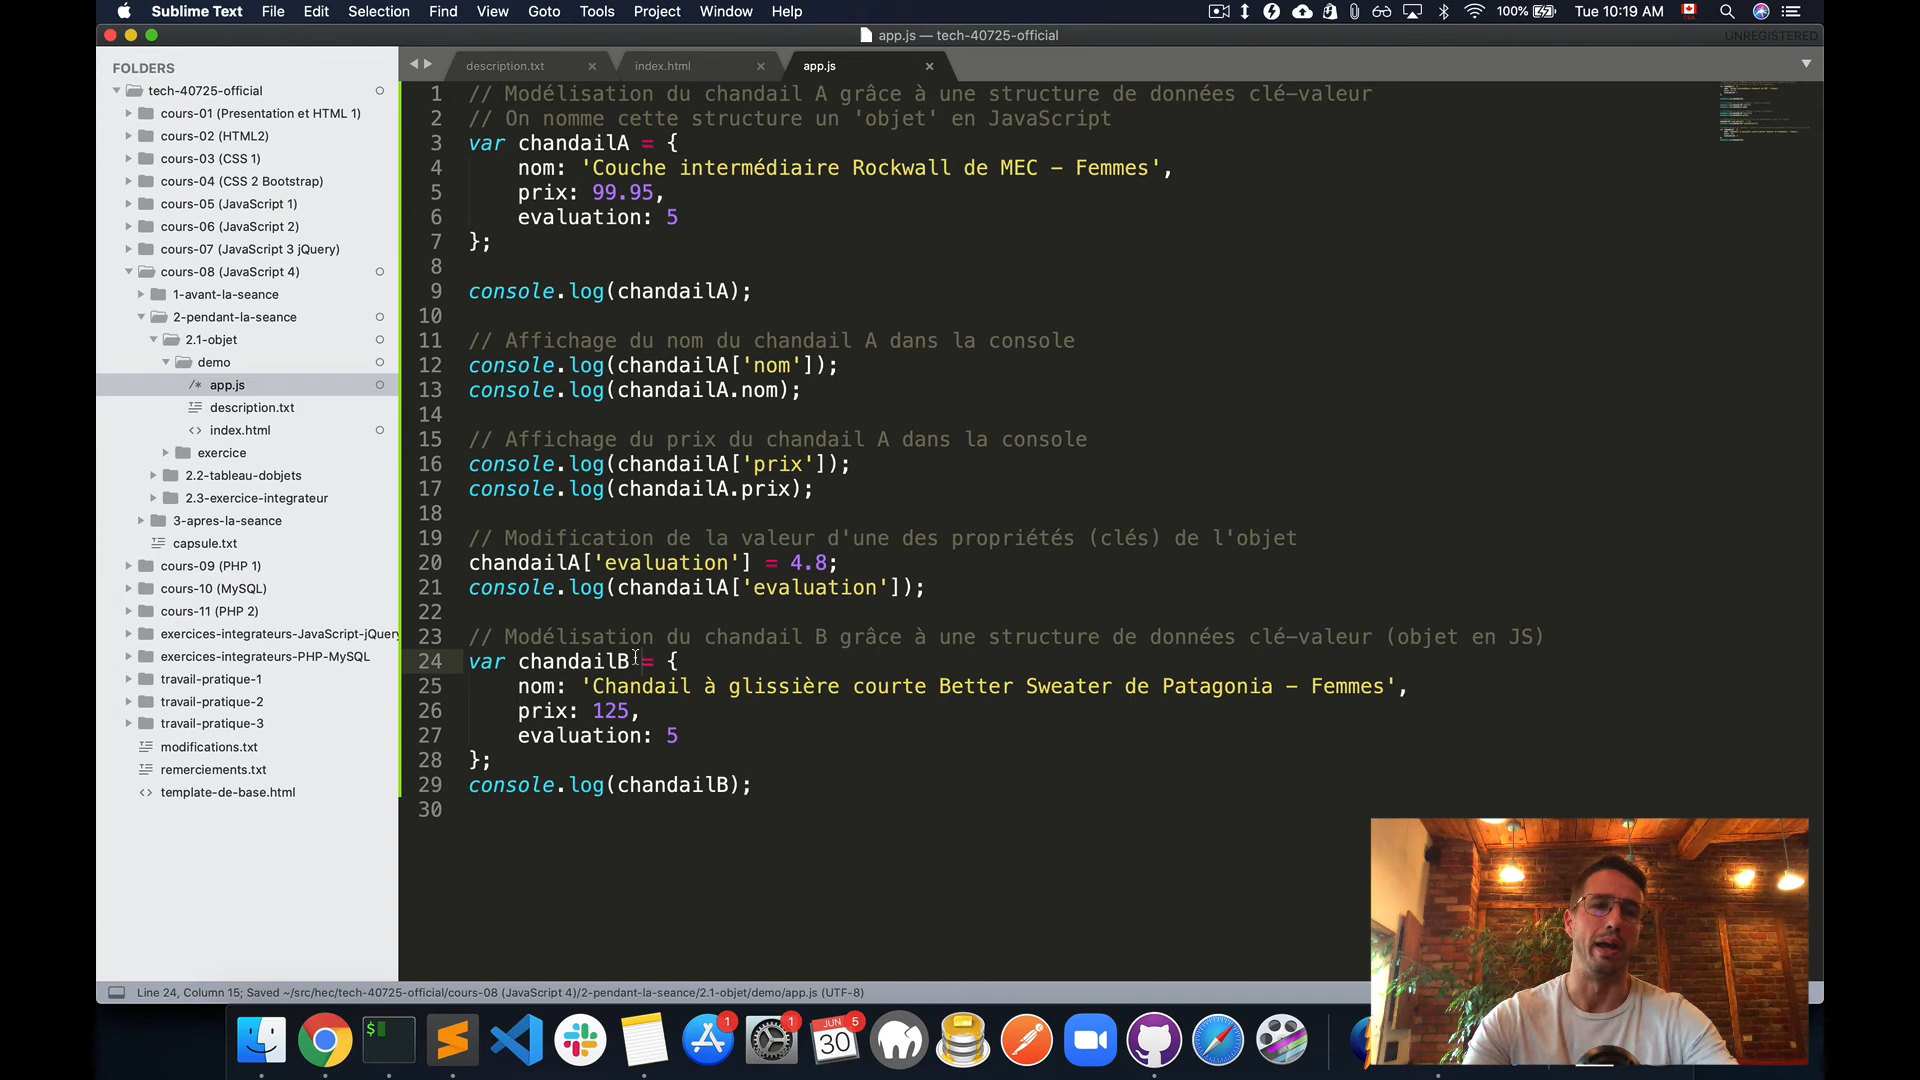 Sublime Text File Edit Selection Find View Goto Tools Project Window Help 100% Tue 10:19 AM
app.js — tech-40725-official UNREGISTERED
FOLDERS
tech-40725-official
cours-01 (Presentation et HTML 1)
cours-02 (HTML2)
cours-03 (CSS 1)
cours-04 (CSS 2 Bootstrap)
cours-05 (JavaScript 1)
cours-06 (JavaScript 2)
cours-07 (JavaScript 3 jQuery)
cours-08 (JavaScript 4)
1-avant-la-seance
2-pendant-la-seance
2.1-objet
demo
app.js
description.txt
index.html
exercice
2.2-tableau-dobjets
2.3-exercice-integrateur
3-apres-la-seance
capsule.txt
cours-09 (PHP 1)
cours-10 (MySQL)
cours-11 (PHP 2)
exercices-integrateurs-JavaScript-jQuery
exercices-integrateurs-PHP-MySQL
travail-pratique-1
travail-pratique-2
travail-pratique-3
modifications.txt
remerciements.txt
template-de-base.html
description.txt index.html app.js
1 // Modélisation du chandail A grâce à une structure de données clé-valeur
2 // On nomme cette structure un 'objet' en JavaScript
3 var chandailA = {
4 nom: 'Couche intermédiaire Rockwall de MEC - Femmes',
5 prix: 99.95,
6 evaluation: 5
7 };
8
9 console.log(chandailA);
10
11 // Affichage du nom du chandail A dans la console
12 console.log(chandailA['nom']);
13 console.log(chandailA.nom);
14
15 // Affichage du prix du chandail A dans la console
16 console.log(chandailA['prix']);
17 console.log(chandailA.prix);
18
19 // Modification de la valeur d'une des propriétés (clés) de l'objet
20 chandailA['evaluation'] = 4.8;
21 console.log(chandailA['evaluation']);
22
23 // Modélisation du chandail B grâce à une structure de données clé-valeur (objet en JS)
24 var chandailB = {
25 nom: 'Chandail à glissière courte Better Sweater de Patagonia - Femmes',
26 prix: 125,
27 evaluation: 5
28 };
29 console.log(chandailB);
30
Line 24, Column 15; Saved ~/src/hec/tech-40725-official/cours-08 (JavaScript 4)/2-pendant-la-seance/2.1-objet/demo/app.js (UTF-8)
1 1 JUN 5
30